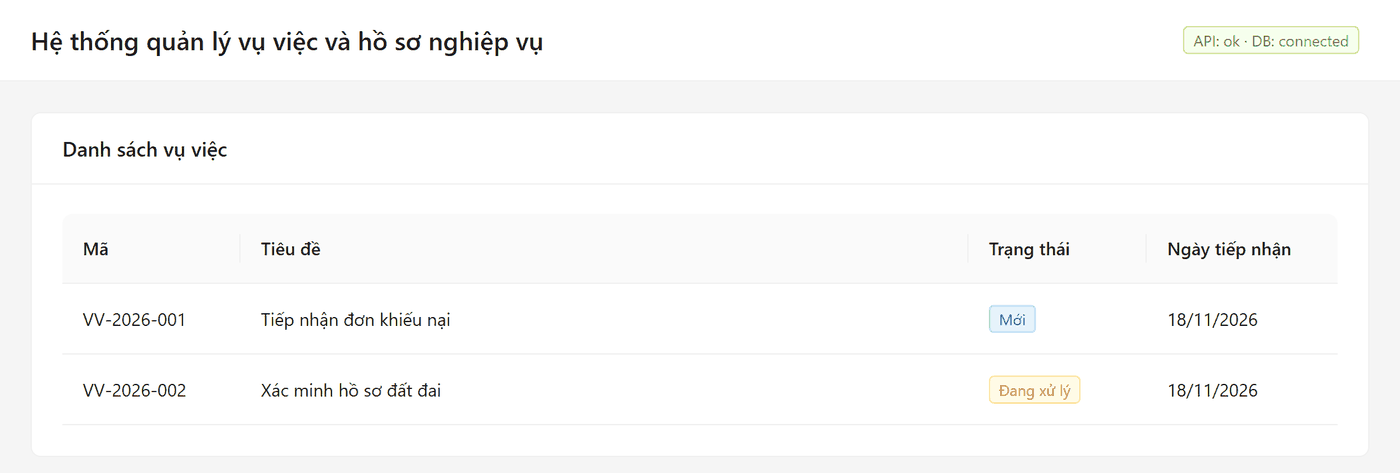 Hệ thống quản lý vụ việc và hồ sơ nghiệp vụ
API: ok · DB: connected
Danh sách vụ việc
Mã Tiêu đề Trạng thái Ngày tiếp nhận
VV-2026-001 Tiếp nhận đơn khiếu nại Mới 18/11/2026
VV-2026-002 Xác minh hồ sơ đất đai Đang xử lý 18/11/2026